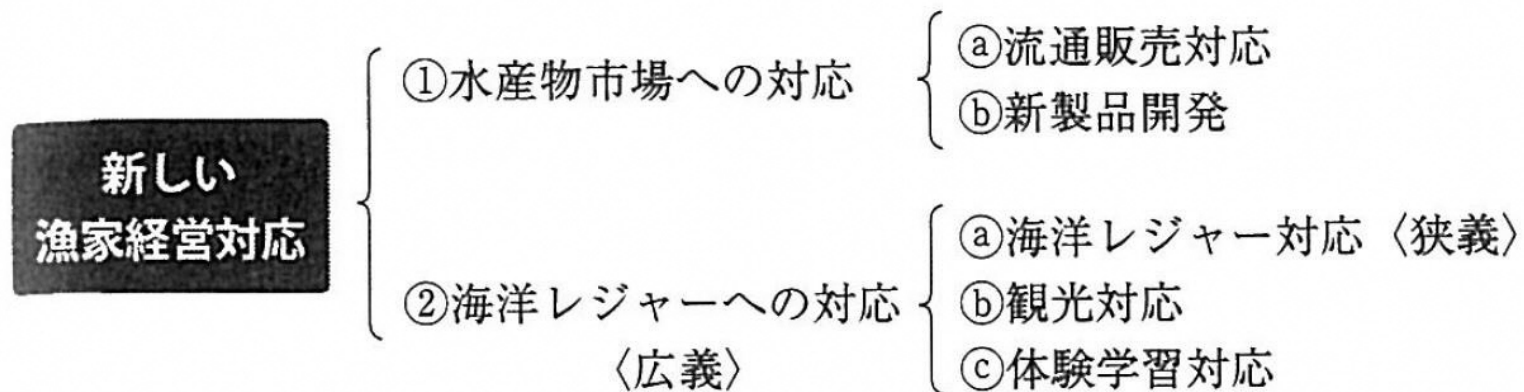 新しい
漁家経営対応
①水産物市場への対応
ⓐ流通販売対応
ⓑ新製品開発
②海洋レジャーへの対応
〈広義〉
ⓐ海洋レジャー対応〈狭義〉
ⓑ観光対応
ⓒ体験学習対応